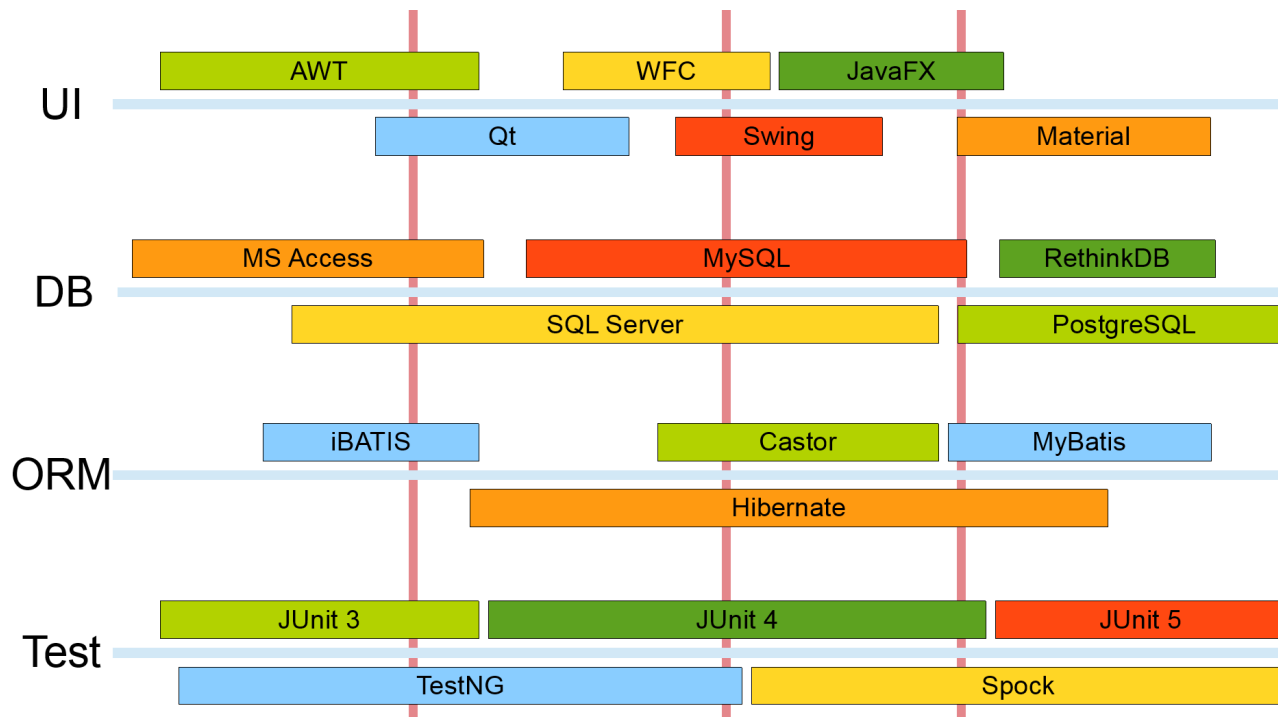 AWT
WFC
JavaFX
UI
Qt
Swing
Material
MS Access
MySQL
RethinkDB
DB
SQL Server
PostgreSQL
iBATIS
Castor
MyBatis
ORM
Hibernate
JUnit 3
JUnit 4
JUnit 5
Test
TestNG
Spock